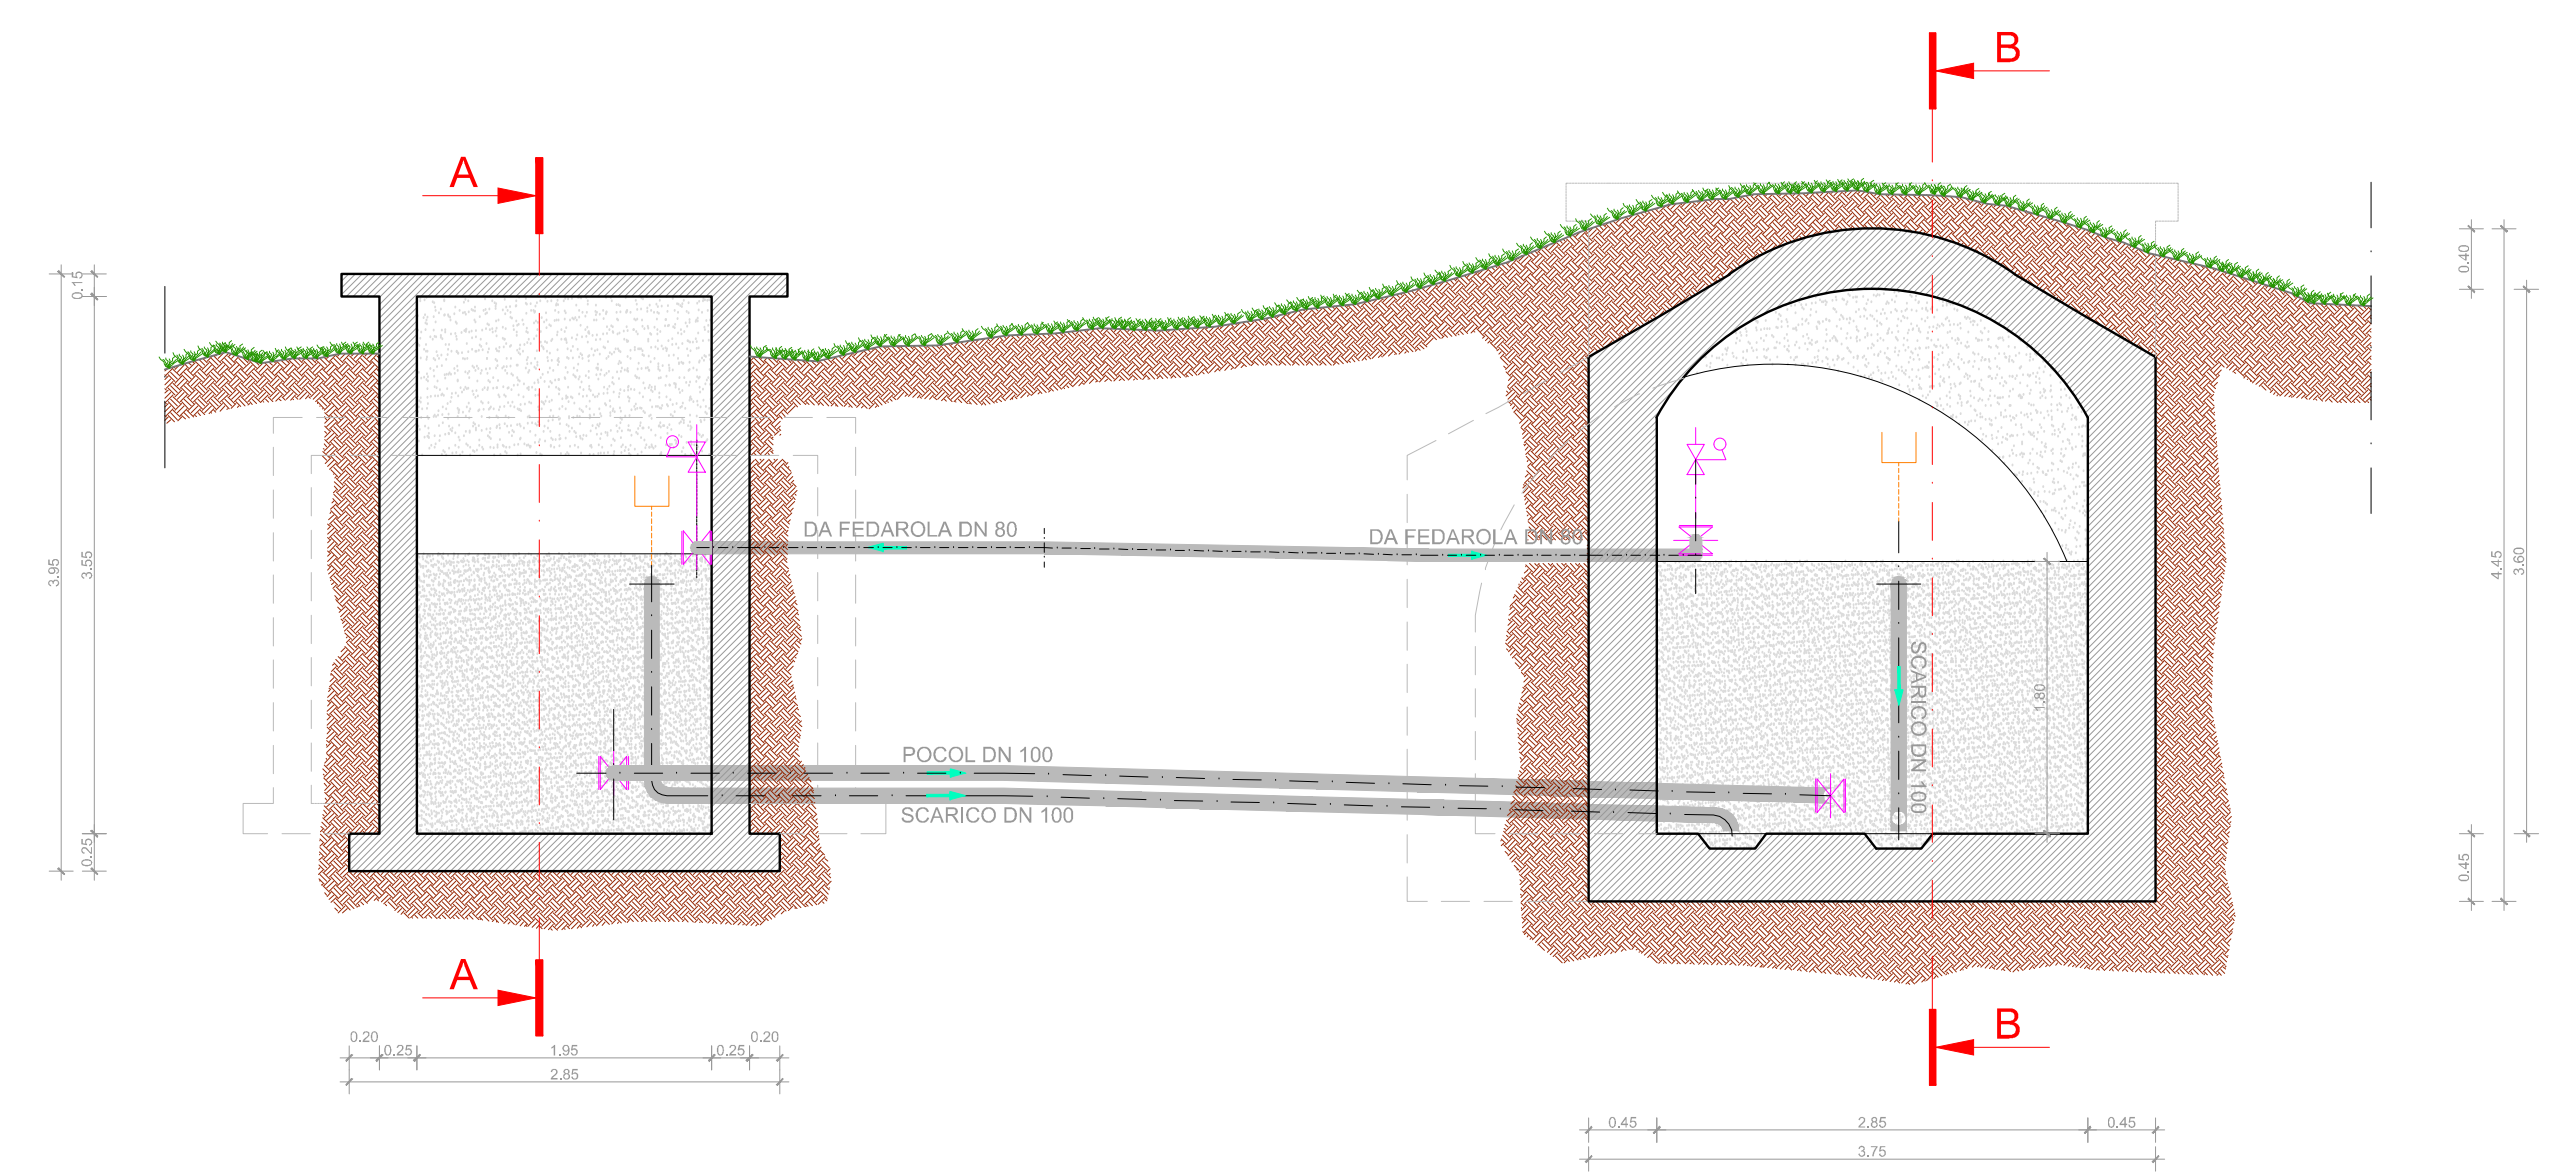 B
A
0.15
3.55
3.95
0.25
0.40
4.45
3.60
0.45
DA FEDAROLA DN 80
DA FEDAROLA DN 80
SCARICO DN 100
1.80
POCOL DN 100
SCARICO DN 100
A
B
0.20
0.25
1.95
0.25
0.20
2.85
0.45
2.85
0.45
3.75